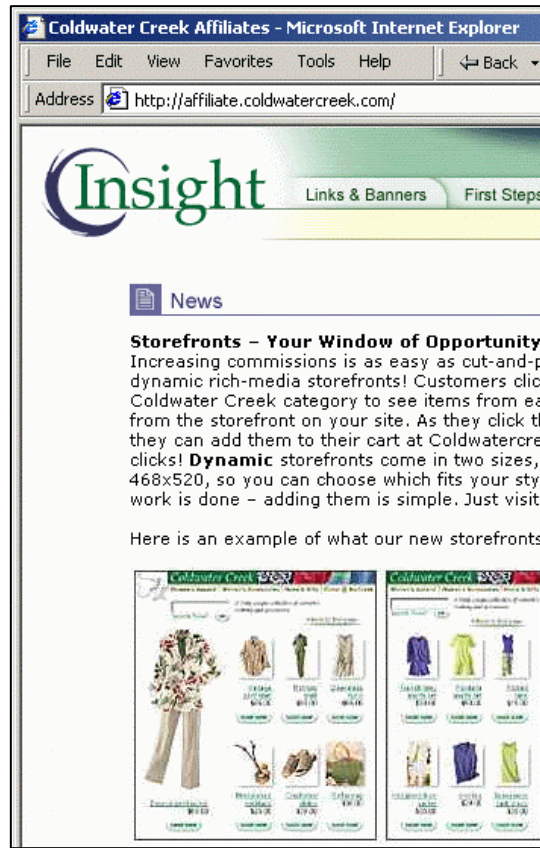 Coldwater Creek Affiliates - Microsoft Internet Explorer
File Edit View Favorites Tools Help Back
Address http://affiliate.coldwatercreek.com/
Insight
Links & Banners First Steps
News
Storefronts – Your Window of Opportunity
Increasing commissions is as easy as cut-and-p
dynamic rich-media storefronts! Customers clic
Coldwater Creek category to see items from ea
from the storefront on your site. As they click t
they can add them to their cart at Coldwatercre
clicks! Dynamic storefronts come in two sizes,
468x520, so you can choose which fits your sty
work is done – adding them is simple. Just visit
Here is an example of what our new storefronts
Coldwater Creek Coldwater Creek